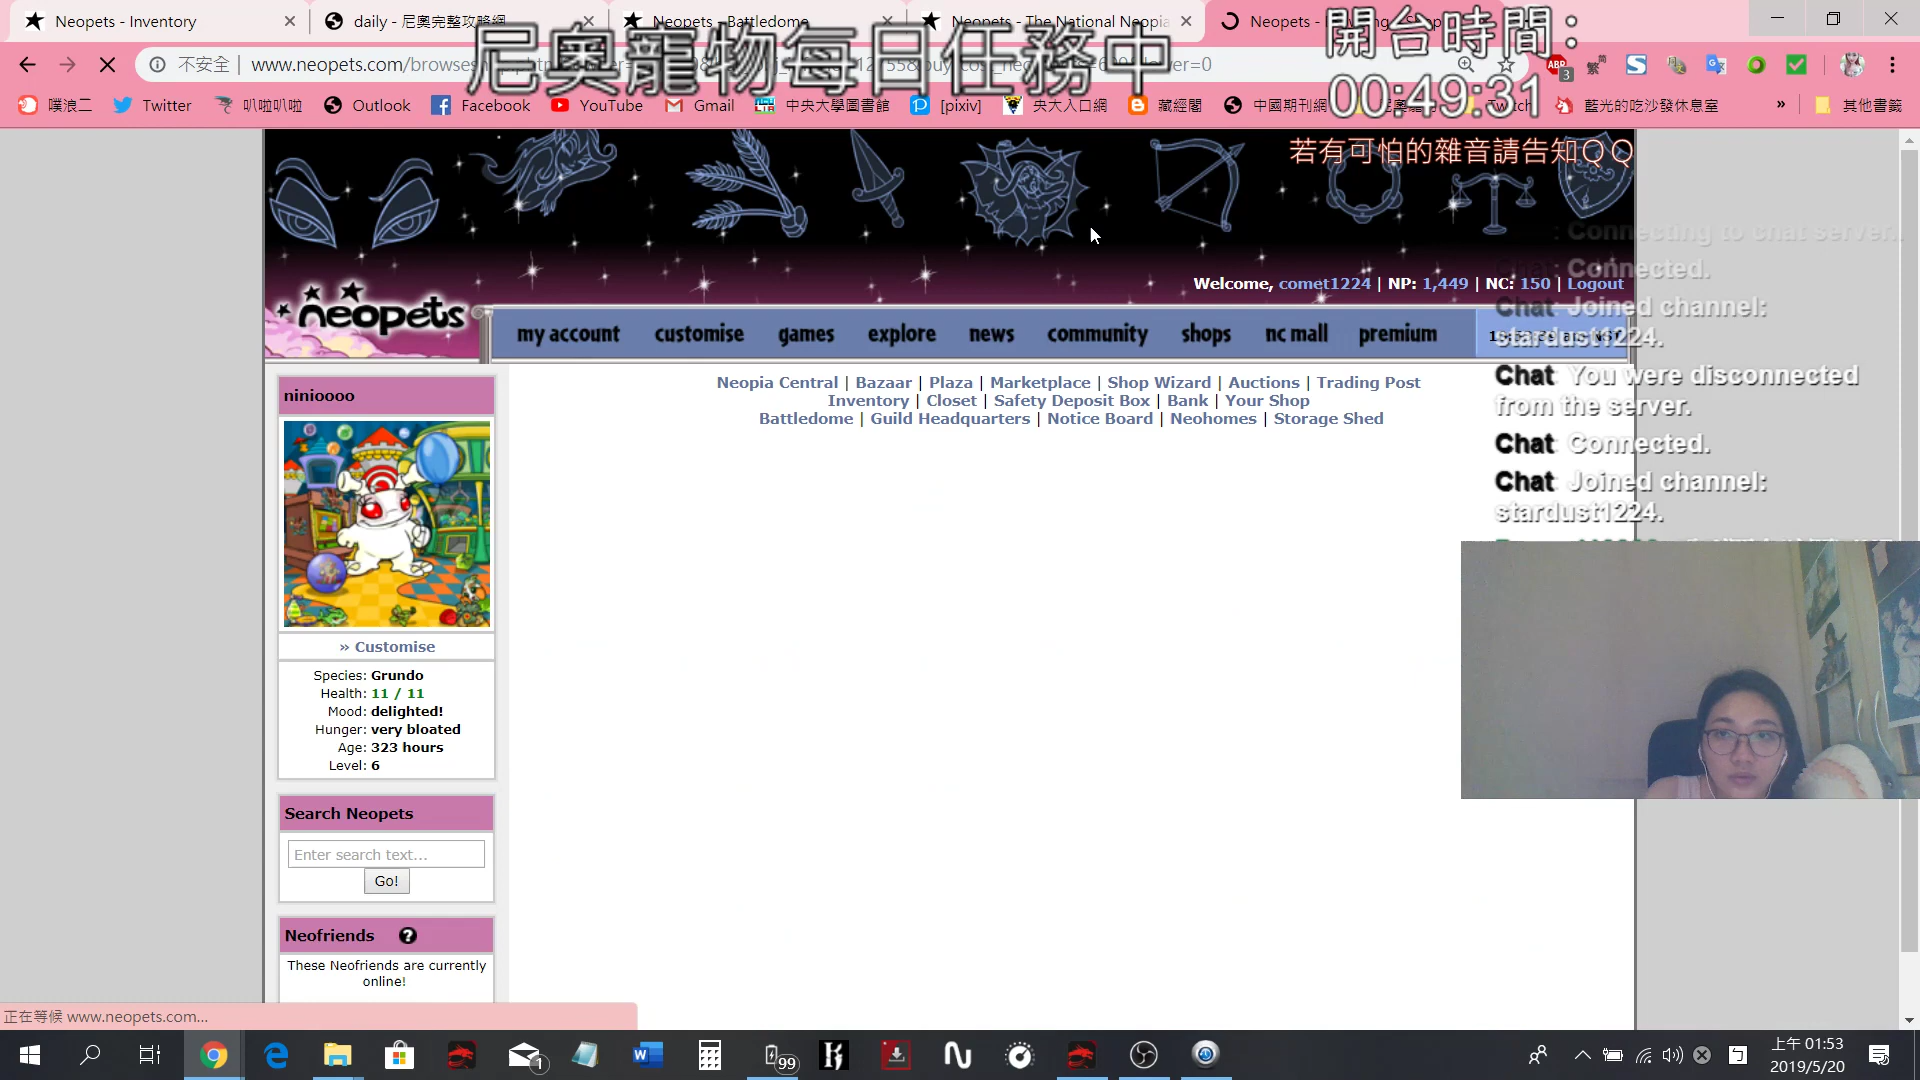 Neopets - Inventory
daily - 尼奧完整攻略網
Neopets - Battledome
Neopets - The National Neopia
Neopets -
尼奧寵物每日任務中
開台時間：
00:49:31
不安全 | www.neopets.com/
噗浪二
Twitter
叭啦叭啦
Outlook
Facebook
YouTube
Gmail
中央大學圖書館
[pixiv]
央大入口網
藏經閣
中國期刊網
Twitch
藍光的吃沙發休息室
»
其他書籤
若有可怕的雜音請告知ＱＱ
Welcome, comet1224 | NP: 1,449 | NC: 150 | Logout
neopets
my account
customise
games
explore
news
community
shops
nc mall
premium
: Connecting to chat server...
Chat: Connected.
Chat: Joined channel:
stardust1224.
Chat: You were disconnected
from the server.
Chat: Connected.
Chat: Joined channel:
stardust1224.
Neopia Central | Bazaar | Plaza | Marketplace | Shop Wizard | Auctions | Trading Post
Inventory | Closet | Safety Deposit Box | Bank | Your Shop
Battledome | Guild Headquarters | Notice Board | Neohomes | Storage Shed
ninioooo
» Customise
Species: Grundo
Health: 11 / 11
Mood: delighted!
Hunger: very bloated
Age: 323 hours
Level: 6
Search Neopets
Enter search text...
Go!
Neofriends
These Neofriends are currently
online!
正在等候 www.neopets.com...
1
99
上午 01:53
2019/5/20